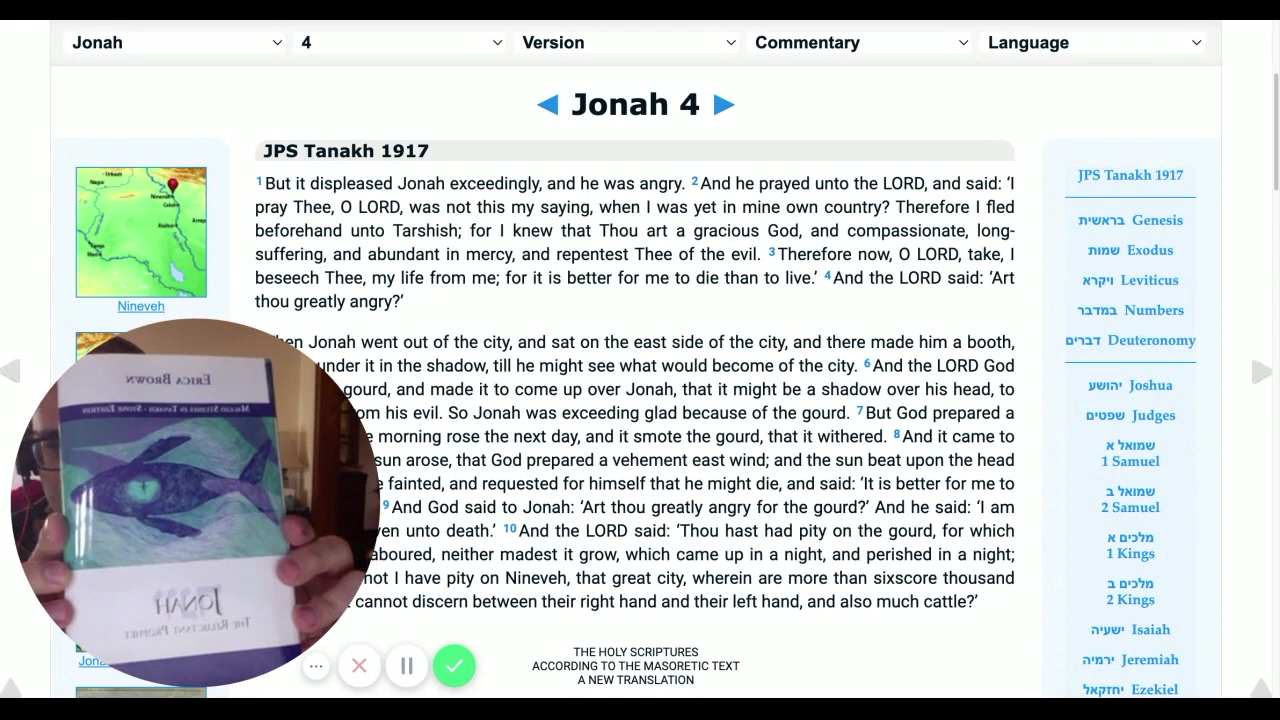 Jonah
4
Version
Commentary
Language
Jonah 4
JPS Tanakh 1917
1 But it displeased Jonah exceedingly, and he was angry. 2 And he prayed unto the LORD, and said: ‘I
pray Thee, O LORD, was not this my saying, when I was yet in mine own country? Therefore I fled
beforehand unto Tarshish; for I knew that Thou art a gracious God, and compassionate, long-
suffering, and abundant in mercy, and repentest Thee of the evil. 3 Therefore now, O LORD, take, I
beseech Thee, my life from me; for it is better for me to die than to live.’ 4 And the LORD said: ‘Art
thou greatly angry?’
Jonah went out of the city, and sat on the east side of the city, and there made him a booth,
under it in the shadow, till he might see what would become of the city. 6 And the LORD God
gourd, and made it to come up over Jonah, that it might be a shadow over his head, to
his evil. So Jonah was exceeding glad because of the gourd. 7 But God prepared a
morning rose the next day, and it smote the gourd, that it withered. 8 And it came to
sun arose, that God prepared a vehement east wind; and the sun beat upon the head
fainted, and requested for himself that he might die, and said: ‘It is better for me to
9 And God said to Jonah: ‘Art thou greatly angry for the gourd?’ And he said: ‘I am
unto death.’ 10 And the LORD said: ‘Thou hast had pity on the gourd, for which
neither madest it grow, which came up in a night, and perished in a night;
not I have pity on Nineveh, that great city, wherein are more than sixscore thousand
cannot discern between their right hand and their left hand, and also much cattle?’
THE HOLY SCRIPTURES
ACCORDING TO THE MASORETIC TEXT
A NEW TRANSLATION
Nineveh
ERICA BROWN
MAGGID STUDIES IN TANAKH • STONE EDITION
JONAH
THE RELUCTANT PROPHET
JPS Tanakh 1917
בראשית Genesis
שמות Exodus
ויקרא Leviticus
במדבר Numbers
דברים Deuteronomy
יהושע Joshua
שפטים Judges
שמואל א
1 Samuel
שמואל ב
2 Samuel
מלכים א
1 Kings
מלכים ב
2 Kings
ישעיה Isaiah
ירמיה Jeremiah
יחזקאל Ezekiel